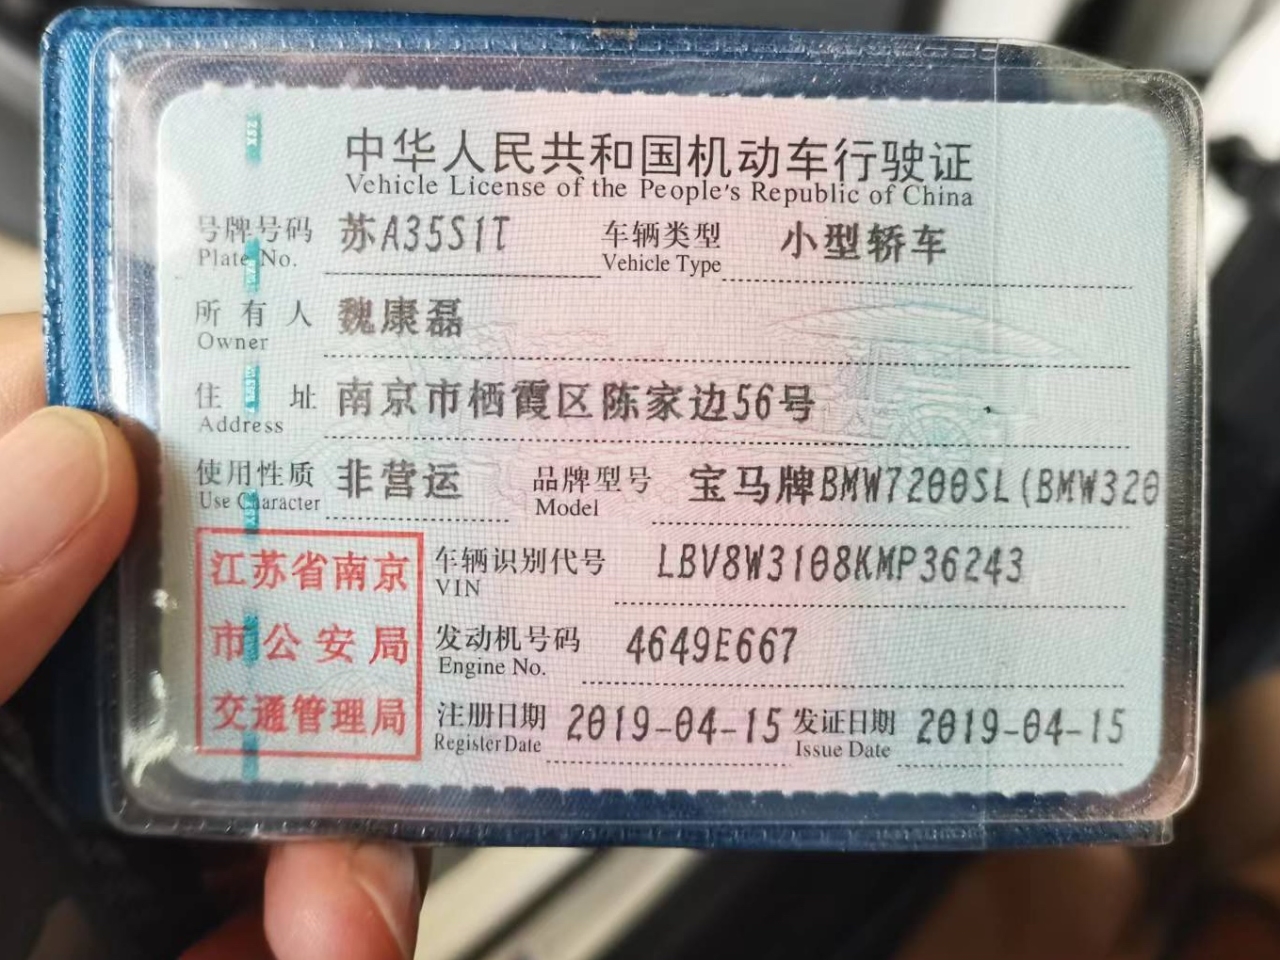 中华人民共和国机动车行驶证
Vehicle License of the People's Republic of China
号牌号码 苏A35S1T 车辆类型 小型轿车
Plate No. Vehicle Type
所有人 魏康磊
Owner
住址 南京市栖霞区陈家边56号
Address
使用性质 非营运 品牌型号 宝马牌BMW7200SL(BMW320
Use Character Model
江苏省南京
市公安局
交通管理局
车辆识别代号 LBV8W3108KMP36243
VIN
发动机号码 4649E667
Engine No.
注册日期 2019-04-15 发证日期 2019-04-15
Register Date Issue Date